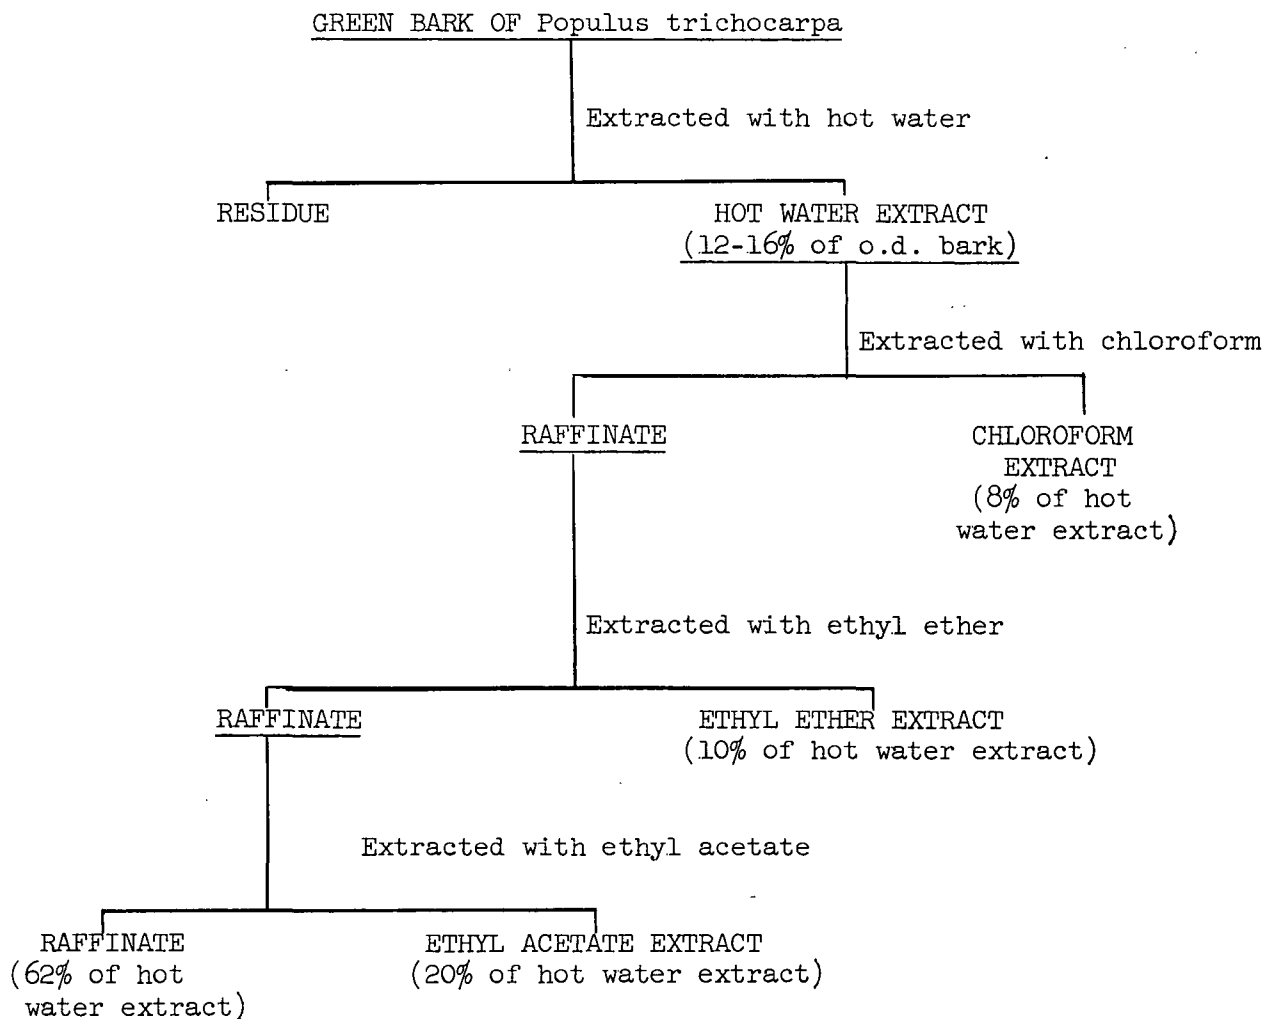 GREEN BARK OF Populus trichocarpa
Extracted with hot water
RESIDUE
HOT WATER EXTRACT
(12-16% of o.d. bark)
Extracted with chloroform
RAFFINATE
CHLOROFORM
EXTRACT
(8% of hot
water extract)
Extracted with ethyl ether
RAFFINATE
ETHYL ETHER EXTRACT
(10% of hot water extract)
Extracted with ethyl acetate
RAFFINATE
(62% of hot
water extract)
ETHYL ACETATE EXTRACT
(20% of hot water extract)